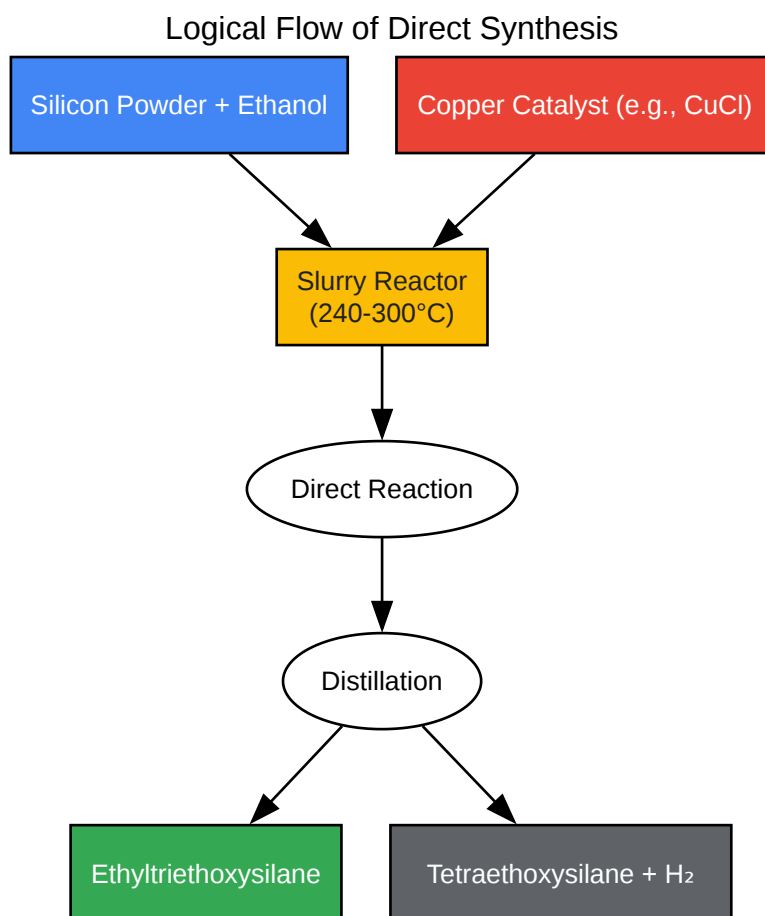 Logical Flow of Direct Synthesis
Silicon Powder + Ethanol
Copper Catalyst (e.g., CuCl)
Slurry Reactor
(240-300°C)
Direct Reaction
Distillation
Ethyltriethoxysilane
Tetraethoxysilane + H₂